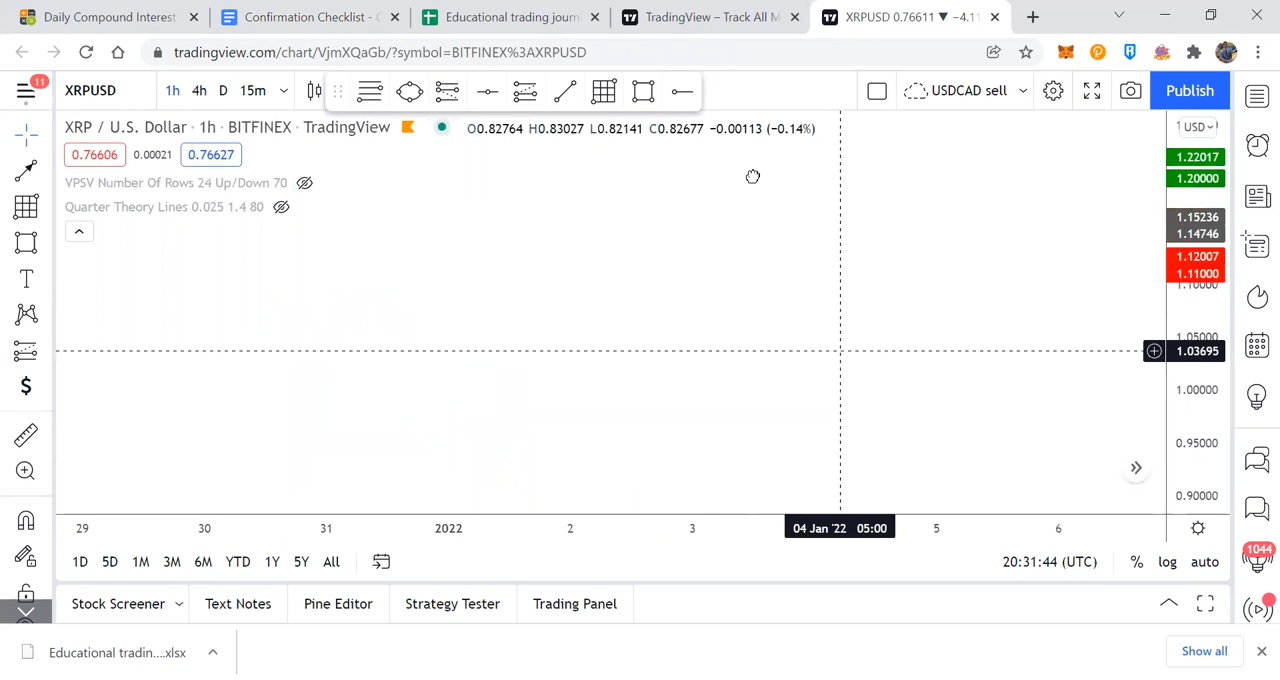 Daily Compound Interest
Confirmation Checklist - G
Educational trading journ
TradingView – Track All M
XRPUSD 0.76611 ▼ −4.11
tradingview.com/chart/VjmXQaGb/?symbol=BITFINEX%3AXRPUSD
11
XRPUSD
1h 4h D 15m
USDCAD sell
Publish
XRP / U.S. Dollar · 1h · BITFINEX · TradingView
O0.82764 H0.83027 L0.82141 C0.82677 −0.00113 (−0.14%)
USD
0.76606 0.00021 0.76627
1.22017
VPSV Number Of Rows 24 Up/Down 70
1.20000
Quarter Theory Lines 0.025 1.4 80
1.15236
1.14746
1.12007
1.11000
1.10000
1.05000
1.03695
1.00000
0.95000
0.90000
29 30 31 2022 2 3 04 Jan '22 05:00 5 6
1D 5D 1M 3M 6M YTD 1Y 5Y All
20:31:44 (UTC) % log auto
1044
Stock Screener Text Notes Pine Editor Strategy Tester Trading Panel
Educational tradin....xlsx
Show all